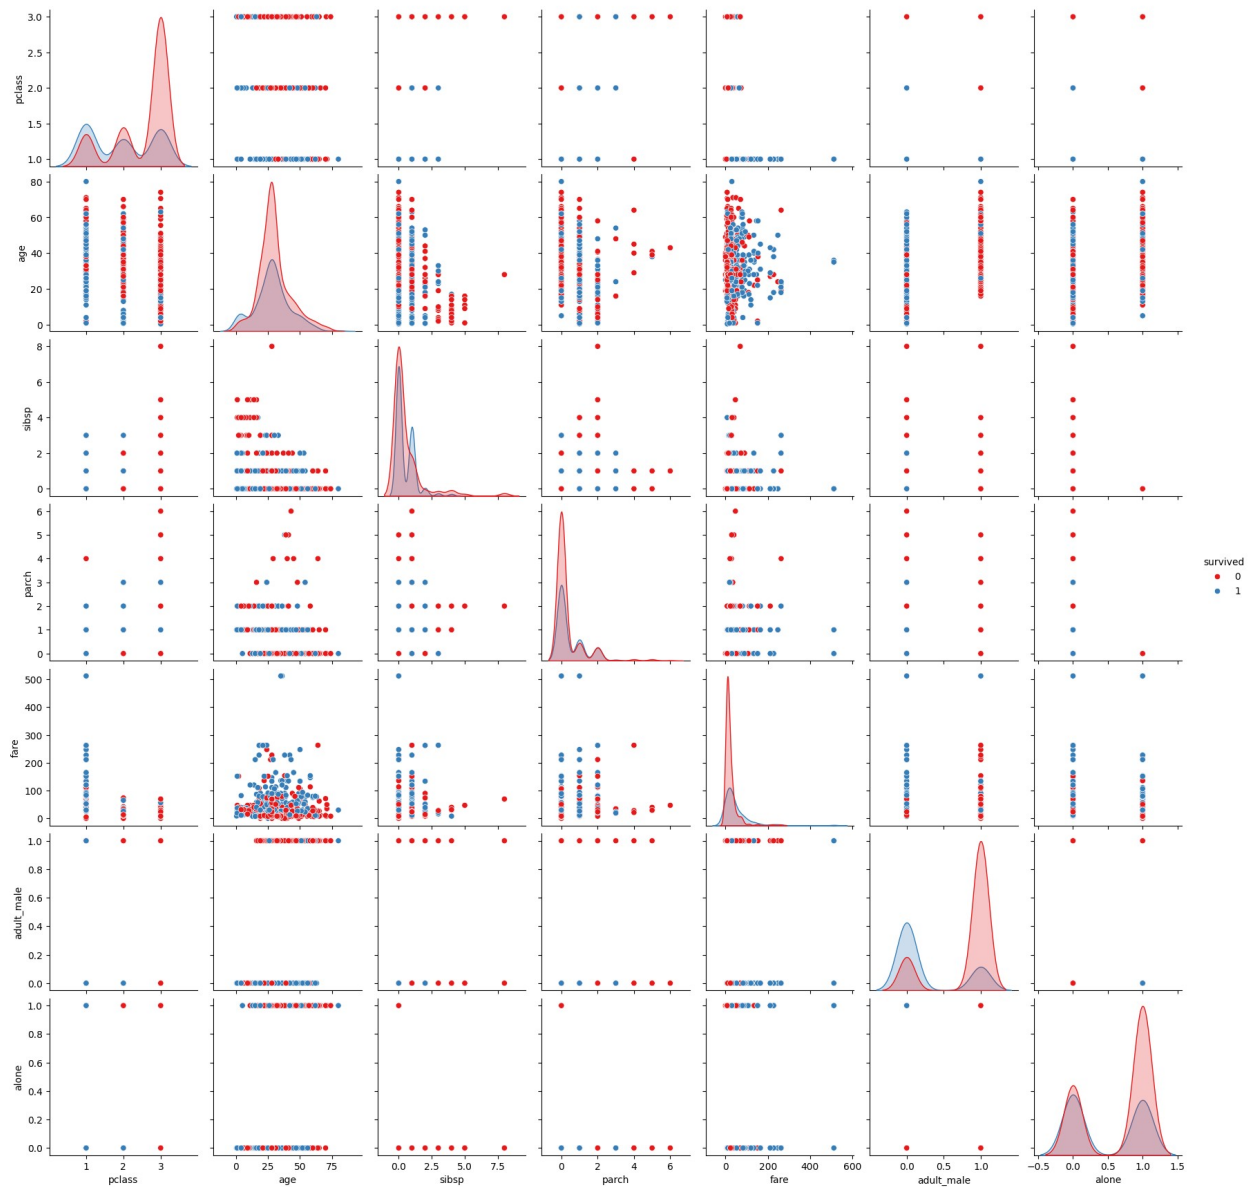 3.0
2.5
2.0
1.5
1.0
pclass
80
60
40
20
0
age
8
6
4
2
0
sibsp
6
5
4
3
2
1
0
parch
survived
0
1
500
400
300
200
100
0
fare
1.0
0.8
0.6
0.4
0.2
0.0
adult_male
1.0
0.8
0.6
0.4
0.2
0.0
alone
1 2 3
0 25 50 75
0.0 2.5 5.0 7.5
0 2 4 6
0 200 400 600
0.0 0.5 1.0
−0.5 0.0 0.5 1.0 1.5
pclass age sibsp parch fare adult_male alone